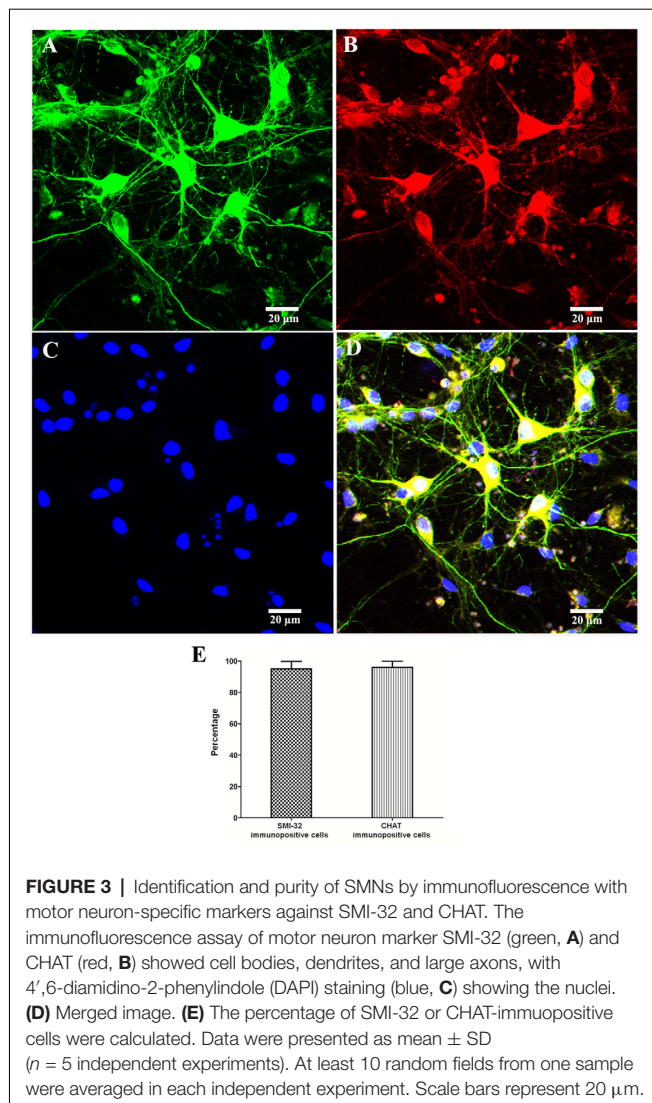 A
B
20 µm
20 µm
C
D
20 µm
20 µm
E
100
80
60
40
20
0
Percentage
SMI-32
immunopositive cells
CHAT
immunopositive cells
FIGURE 3 | Identification and purity of SMNs by immunofluorescence with
motor neuron-specific markers against SMI-32 and CHAT. The
immunofluorescence assay of motor neuron marker SMI-32 (green, A) and
CHAT (red, B) showed cell bodies, dendrites, and large axons, with
4′,6-diamidino-2-phenylindole (DAPI) staining (blue, C) showing the nuclei.
(D) Merged image. (E) The percentage of SMI-32 or CHAT-immuopositive
cells were calculated. Data were presented as mean ± SD
(n = 5 independent experiments). At least 10 random fields from one sample
were averaged in each independent experiment. Scale bars represent 20 µm.